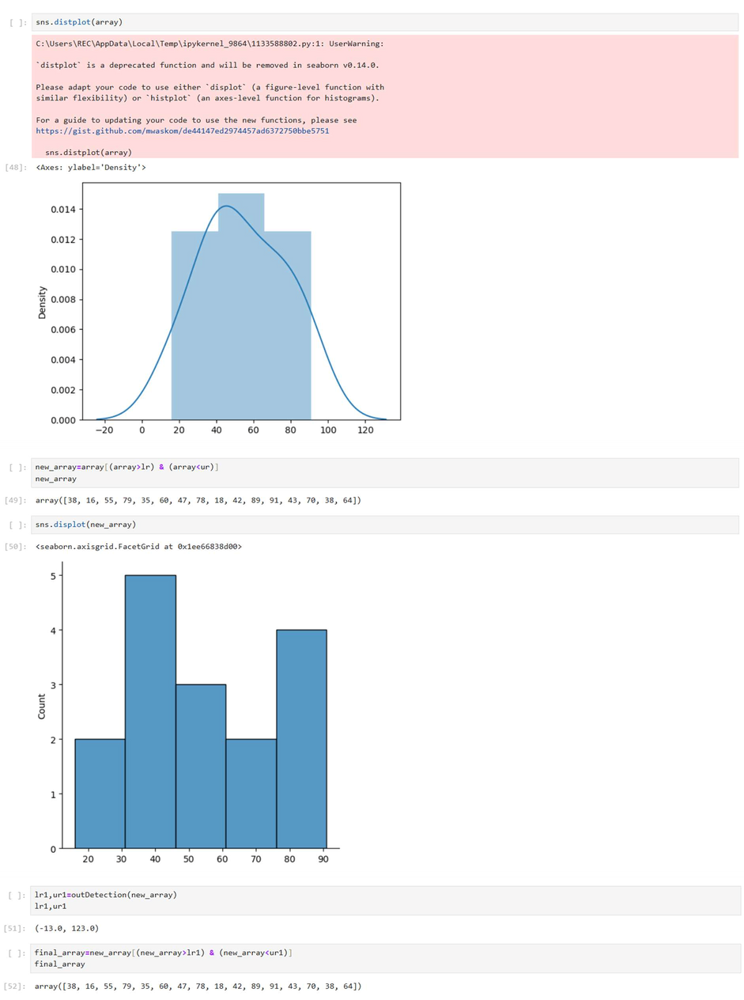 [ ]: sns.distplot(array)
C:\Users\REC\AppData\Local\Temp\ipykernel_9864\1133588802.py:1: UserWarning:
`distplot` is a deprecated function and will be removed in seaborn v0.14.0.
Please adapt your code to use either `displot` (a figure-level function with
similar flexibility) or `histplot` (an axes-level function for histograms).
For a guide to updating your code to use the new functions, please see
https://gist.github.com/mwaskom/de44147ed2974457ad6372750bbe5751
sns.distplot(array)
[48]: <Axes: ylabel='Density'>
0.014
0.012
0.010
0.008
0.006
0.004
0.002
0.000
Density
−20 0 20 40 60 80 100 120
[ ]: new_array=array[(array>lr) & (array<ur)]
new_array
[49]: array([38, 16, 55, 79, 35, 60, 47, 78, 18, 42, 89, 91, 43, 70, 38, 64])
[ ]: sns.displot(new_array)
[50]: <seaborn.axisgrid.FacetGrid at 0x1ee66838d00>
5
4
3
2
1
0
Count
20 30 40 50 60 70 80 90
[ ]: lr1,ur1=outDetection(new_array)
lr1,ur1
[51]: (-13.0, 123.0)
[ ]: final_array=new_array[(new_array>lr1) & (new_array<ur1)]
final_array
[52]: array([38, 16, 55, 79, 35, 60, 47, 78, 18, 42, 89, 91, 43, 70, 38, 64])